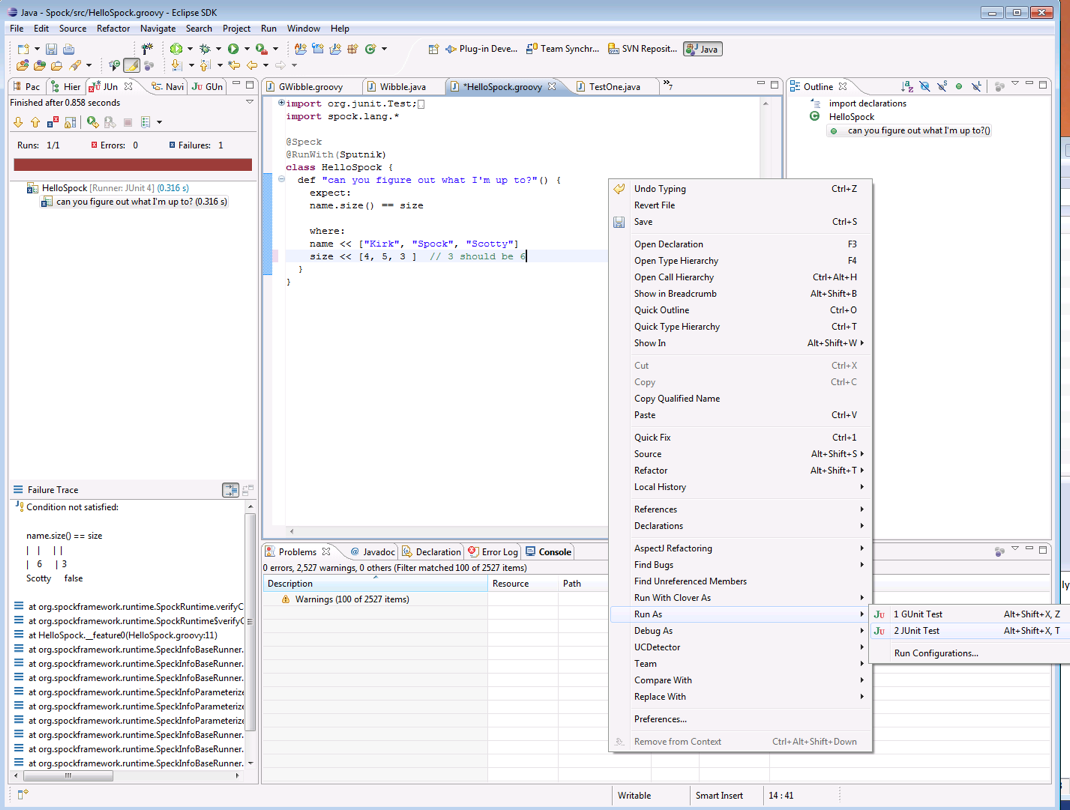 Java - Spock/src/HelloSpock.groovy - Eclipse SDK
File Edit Source Refactor Navigate Search Project Run Window Help
Plug-in Deve... Team Synchr... SVN Reposit... Java
Pac Hier JUn Navi GUn
Finished after 0.858 seconds
Runs: 1/1 Errors: 0 Failures: 1
HelloSpock [Runner: JUnit 4] (0.316 s)
can you figure out what I'm up to? (0.316 s)
Failure Trace
Condition not satisfied:
name.size() == size
| | | |
| 6 | 3
Scotty false
at org.spockframework.runtime.SpockRuntime.verifyC
at org.spockframework.runtime.SpockRuntime$verifyC
at HelloSpock.__feature0(HelloSpock.groovy:11)
at org.spockframework.runtime.SpeckInfoBaseRunner.
at org.spockframework.runtime.SpeckInfoBaseRunner.
at org.spockframework.runtime.SpeckInfoBaseRunner.
at org.spockframework.runtime.SpeckInfoParameterize
at org.spockframework.runtime.SpeckInfoParameterize
at org.spockframework.runtime.SpeckInfoParameterize
at org.spockframework.runtime.SpeckInfoBaseRunner.
at org.spockframework.runtime.SpeckInfoBaseRunner.
at org.spockframework.runtime.SpeckInfoBaseRunner.
GWibble.groovy Wibble.java *HelloSpock.groovy TestOne.java »7
import org.junit.Test;
import spock.lang.*
@Speck
@RunWith(Sputnik)
class HelloSpock {
def "can you figure out what I'm up to?"() {
expect:
name.size() == size
where:
name << ["Kirk", "Spock", "Scotty"]
size << [4, 5, 3 ] // 3 should be 6
}
}
Outline
import declarations
HelloSpock
can you figure out what I'm up to?()
Undo Typing Ctrl+Z
Revert File
Save Ctrl+S
Open Declaration F3
Open Type Hierarchy F4
Open Call Hierarchy Ctrl+Alt+H
Show in Breadcrumb Alt+Shift+B
Quick Outline Ctrl+O
Quick Type Hierarchy Ctrl+T
Show In Alt+Shift+W
Cut Ctrl+X
Copy Ctrl+C
Copy Qualified Name
Paste Ctrl+V
Quick Fix Ctrl+1
Source Alt+Shift+S
Refactor Alt+Shift+T
Local History
References
Declarations
AspectJ Refactoring
Find Bugs
Find Unreferenced Members
Run With Clover As
Run As
Debug As
UCDetector
Team
Compare With
Replace With
Preferences...
Remove from Context Ctrl+Alt+Shift+Down
1 GUnit Test Alt+Shift+X, Z
2 JUnit Test Alt+Shift+X, T
Run Configurations...
Problems Javadoc Declaration Error Log Console
0 errors, 2,527 warnings, 0 others (Filter matched 100 of 2527 items)
Description Resource Path
Warnings (100 of 2527 items)
Writable Smart Insert 14 : 41